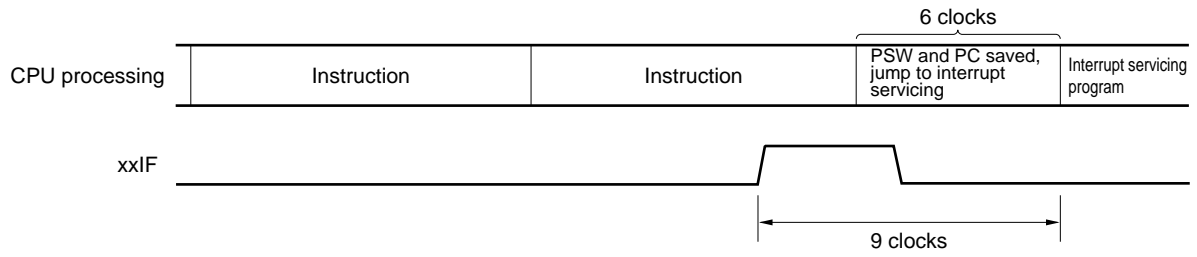 6 clocks
CPU processing
Instruction
Instruction
PSW and PC saved,
jump to interrupt
servicing
Interrupt servicing
program
xxIF
9 clocks